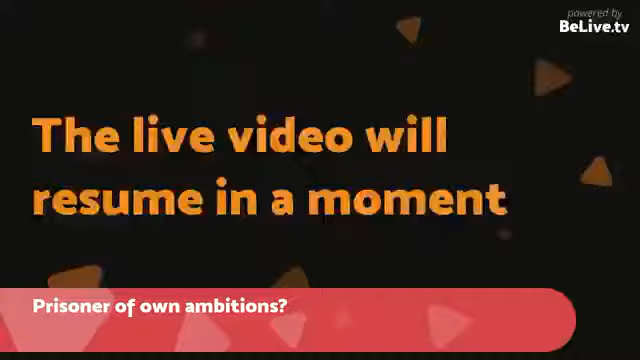 powered by
BeLive.tv
The live video will
resume in a moment
Prisoner of own ambitions?